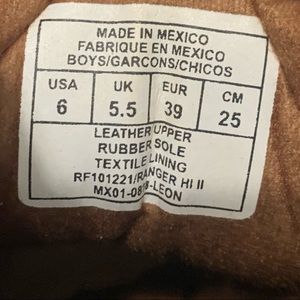 MADE IN MEXICO
FABRIQUE EN MEXICO
BOYS/GARCONS/CHICOS
USA UK EUR CM
6 5.5 39 25
LEATHER UPPER
RUBBER SOLE
TEXTILE LINING
RF101221/RANGER HI II